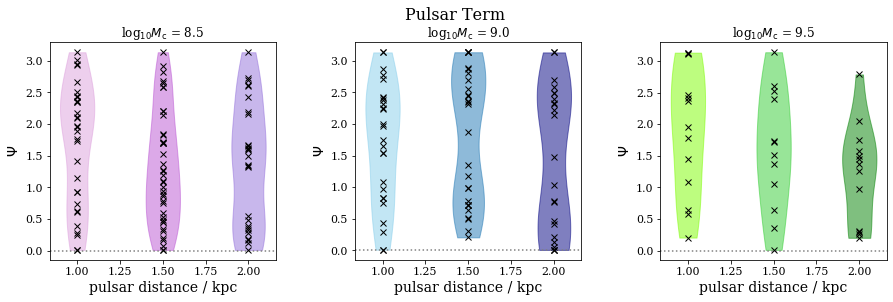 Pulsar Term
log₁₀M_c = 8.5
log₁₀M_c = 9.0
log₁₀M_c = 9.5
Ψ
3.0
2.5
2.0
1.5
1.0
0.5
0.0
1.00 1.25 1.50 1.75 2.00
pulsar distance / kpc
Ψ
3.0
2.5
2.0
1.5
1.0
0.5
0.0
1.00 1.25 1.50 1.75 2.00
pulsar distance / kpc
Ψ
3.0
2.5
2.0
1.5
1.0
0.5
0.0
1.00 1.25 1.50 1.75 2.00
pulsar distance / kpc